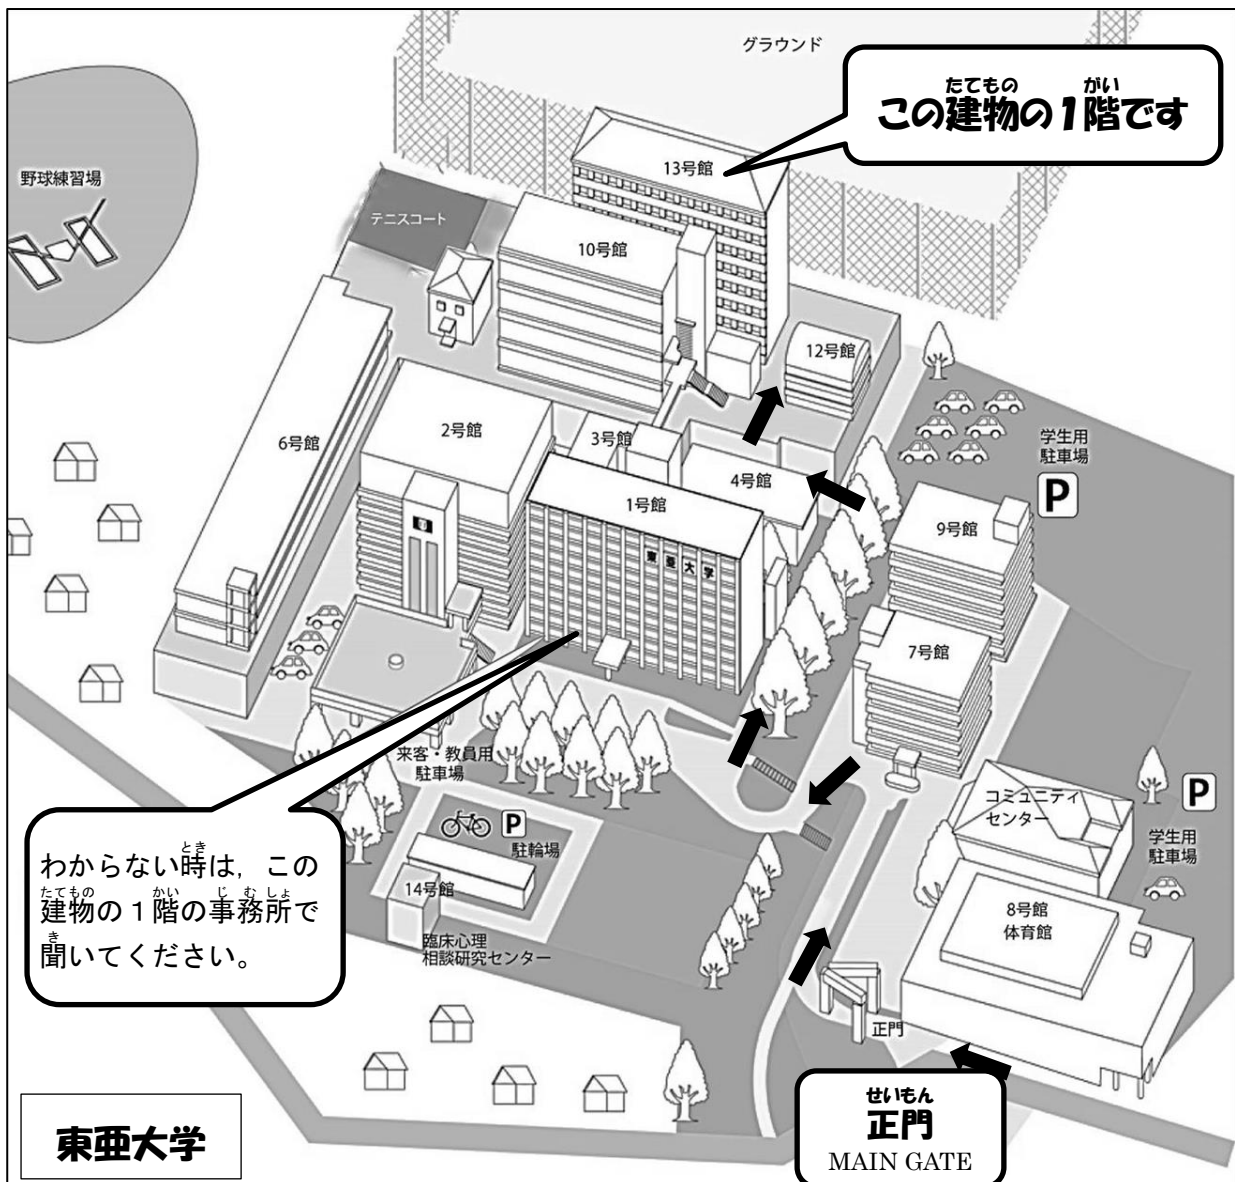 グラウンド
たてもの がい
この建物の1階です
13号館
野球練習場
テニスコート
10号館
12号館
6号館
2号館
3号館
4号館
1号館
東亜大学
学生用
駐車場
P
9号館
7号館
来客・教員用
駐車場
P
駐輪場
14号館
臨床心理
相談研究センター
コミュニティ
センター
P
学生用
駐車場
8号館
体育館
正門
とき
わからない時は，この
たてもの かい じむしょ
建物の1階の事務所で
き
聞いてください。
せいもん
正門
MAIN GATE
東亜大学